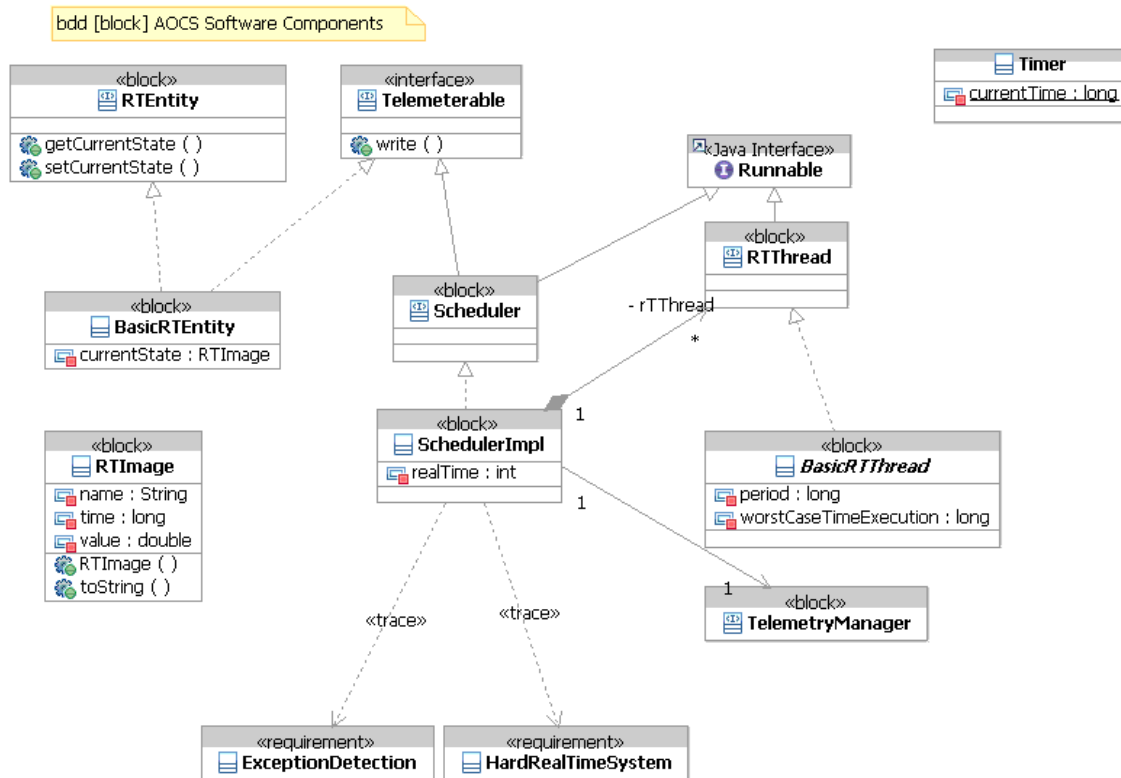 bdd [block] AOCS Software Components
«block»
RTEntity
getCurrentState ( )
setCurrentState ( )
«interface»
Telemeterable
write ( )
Timer
currentTime : long
«Java Interface»
Runnable
«block»
RTThread
«block»
Scheduler
- rTThread
*
«block»
BasicRTEntity
currentState : RTImage
«block»
SchedulerImpl
realTime : int
1
1
«block»
RTImage
name : String
time : long
value : double
RTImage ( )
toString ( )
«block»
BasicRTThread
period : long
worstCaseTimeExecution : long
1
«block»
TelemetryManager
«trace»
«trace»
«requirement»
ExceptionDetection
«requirement»
HardRealTimeSystem